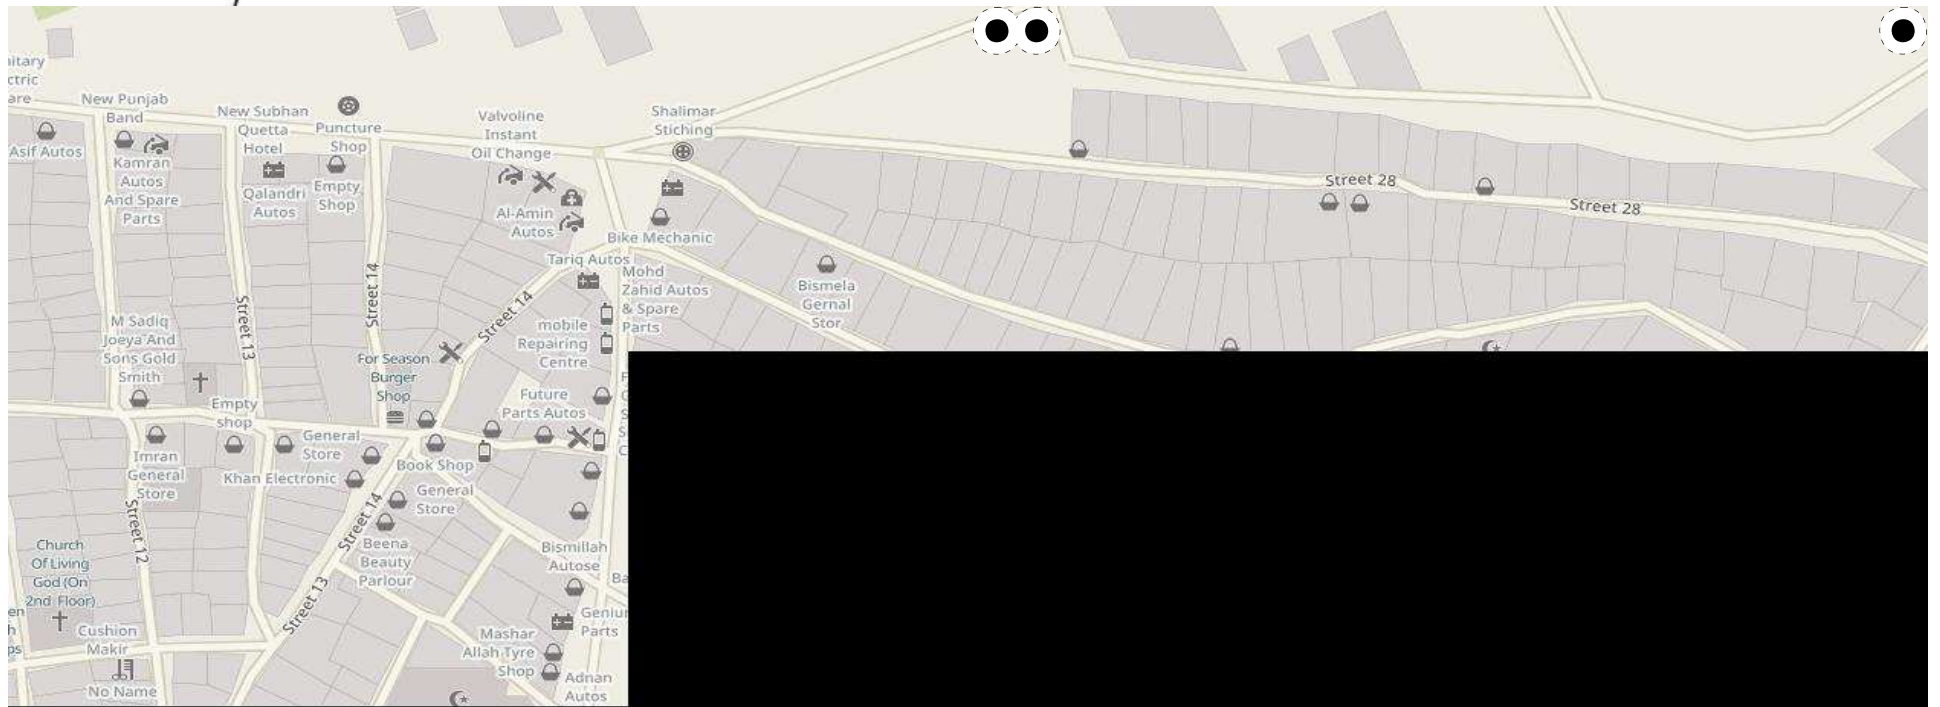 New Punjab
Band
New Subhan
Quetta
Hotel
Puncture
Shop
Valvoline
Instant
Oil Change
Shalimar
Stiching
Asif Autos
Kamran
Autos
And Spare
Parts
Qalandri
Autos
Empty
Shop
Al-Amin
Autos
Bike Mechanic
Tariq Autos
Street 28
Street 28
Mohd
Zahid Autos
& Spare
Parts
Bismela
Gernal
Stor
Street 14
Street 14
Street 13
M Sadiq
Joeya And
Sons Gold
Smith
mobile
Repairing
Centre
For Season
Burger
Shop
Future
Parts Autos
Empty
shop
General
Store
Imran
General
Store
Khan Electronic
Book Shop
General
Store
Street 14
Street 12
Beena
Beauty
Parlour
Bismillah
Autose
Church
Of Living
God (On
2nd Floor)
Street 13
Parts
Cushion
Makir
Mashar
Allah Tyre
Shop
No Name
Adnan
Autos